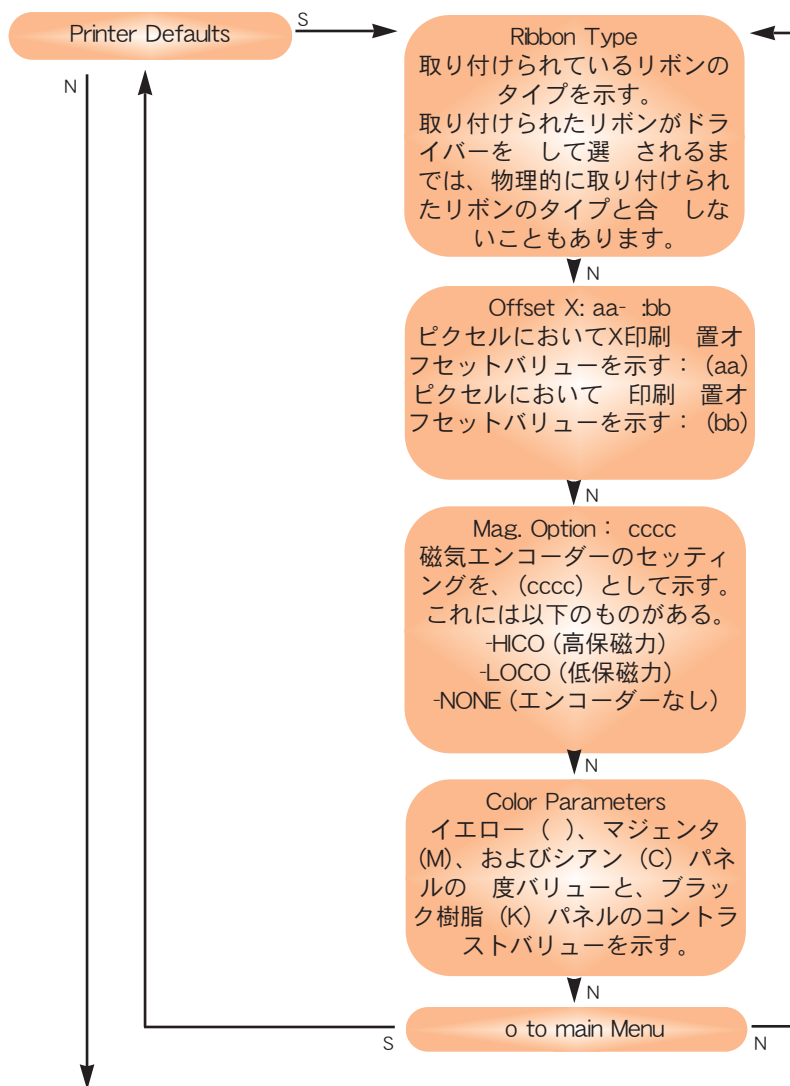 Printer Defaults
S
N
Ribbon Type
取り付けられているリボンの
タイプを示す。
取り付けられたリボンがドラ
イバーを して選 されるま
では、物理的に取り付けられ
たリボンのタイプと合 しな
いこともあります。
N
Offset X: aa- :bb
ピクセルにおいてX印刷 置オ
フセットバリューを示す： (aa)
ピクセルにおいて 印刷 置オ
フセットバリューを示す： (bb)
N
Mag. Option： cccc
磁気エンコーダーのセッティ
ングを、(cccc) として示す。
これには以下のものがある。
-HICO (高保磁力)
-LOCO (低保磁力)
-NONE (エンコーダーなし)
N
Color Parameters
イエロー ( )、マジェンタ
(M)、およびシアン (C) パネ
ルの 度バリューと、ブラッ
ク樹脂 (K) パネルのコントラ
ストバリューを示す。
N
S
o to main Menu
N